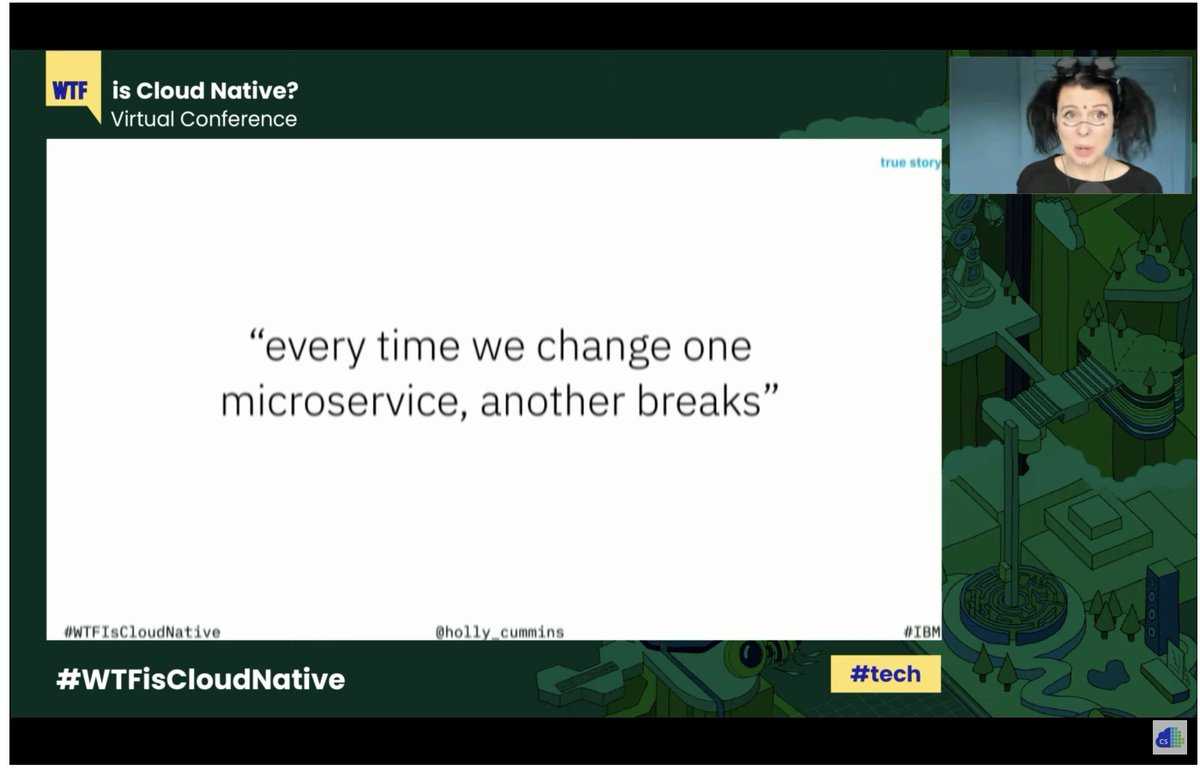 WTF
is Cloud Native?
Virtual Conference
true story
“every time we change one
microservice, another breaks”
#WTFIsCloudNative
@holly_cummins
#IBM
#WTFisCloudNative
#tech
CS